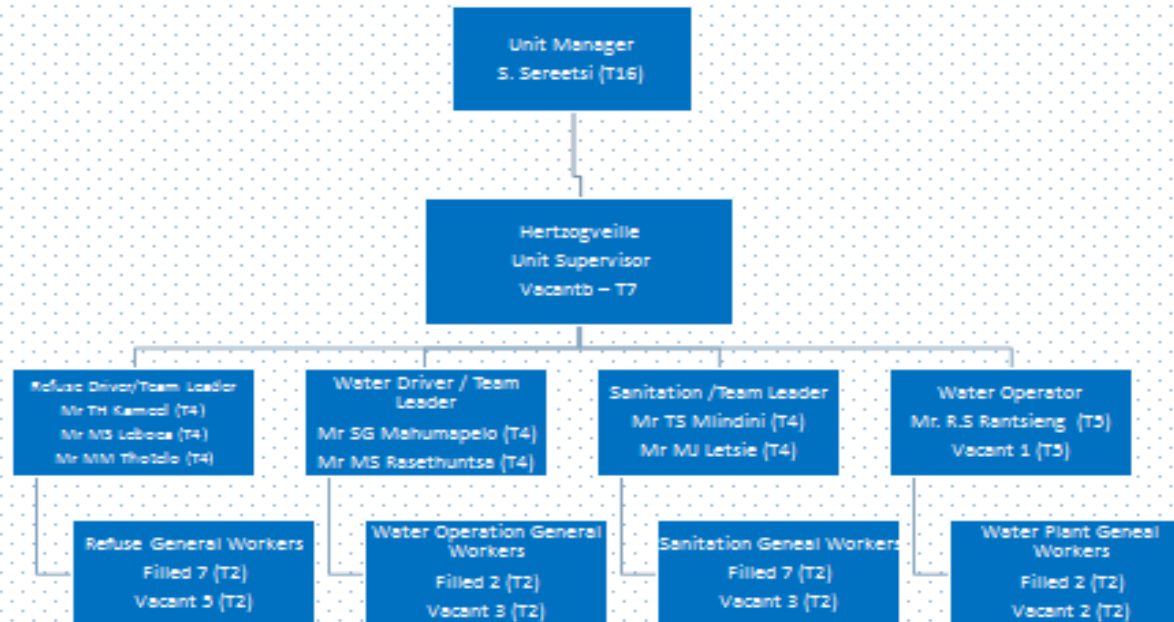 Unit Manager
S. Sereetsi (T16)
Hertzogveille
Unit Supervisor
Vacantb – T7
Refuse Driver/Team Leader
Mr TH (T4)
Mr MS (T4)
Mr MM (T4)
Water Driver / Team
Leader
Mr SG Mahumapelo (T4)
Mr MS Rasethuntsa (T4)
Sanitation /Team Leader
Mr TS Mlindini (T4)
Mr MJ Letsie (T4)
Water Operator
Mr. R.S Rantsieng (T5)
Vacant 1 (T5)
Refuse General Workers
Filled 7 (T2)
Vacant 5 (T2)
Water Operation General
Workers
Filled 2 (T2)
Vacant 3 (T2)
Sanitation Geneal Workers
Filled 7 (T2)
Vacant 3 (T2)
Water Plant Geneal
Workers
Filled 2 (T2)
Vacant 2 (T2)